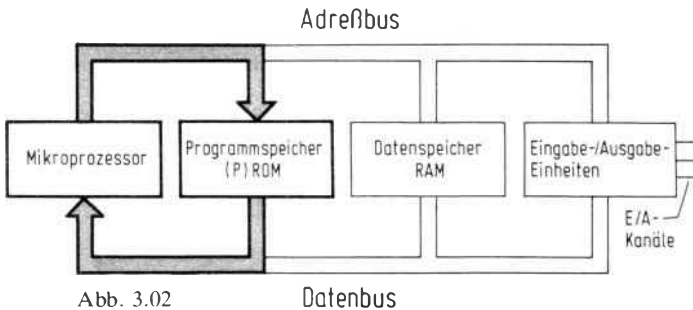 Adreßbus
Mikroprozessor
Programmspeicher
(P)ROM
Datenspeicher
RAM
Eingabe-/Ausgabe-
Einheiten
E/A-
Kanäle
Abb. 3.02
Datenbus